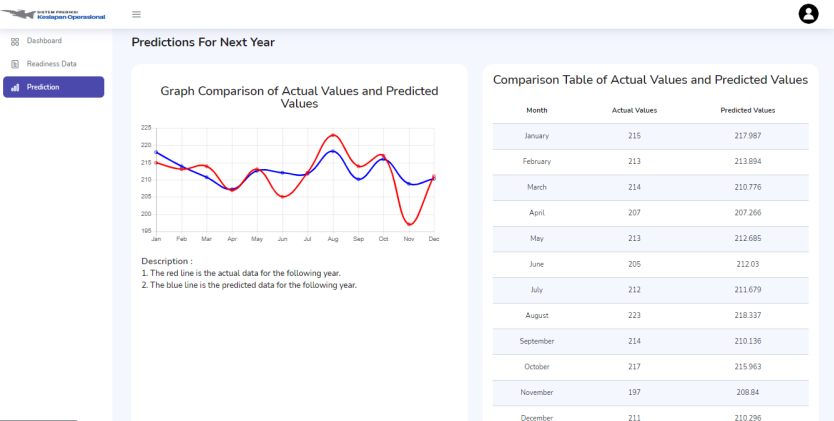 SISTEM PREDIKSI
Kesiapan Operasional
Dashboard
Readiness Data
Prediction
Predictions For Next Year
Graph Comparison of Actual Values and Predicted
Values
225
220
215
210
205
200
195
Jan Feb Mar Apr May Jun Jul Aug Sep Oct Nov Dec
Description :
1. The red line is the actual data for the following year.
2. The blue line is the predicted data for the following year.
Comparison Table of Actual Values and Predicted Values
Month Actual Values Predicted Values
January 215 217.987
February 213 213.894
March 214 210.776
April 207 207.266
May 213 212.685
June 205 212.03
July 212 211.679
August 223 218.337
September 214 210.136
October 217 215.963
November 197 208.84
December 211 210.296